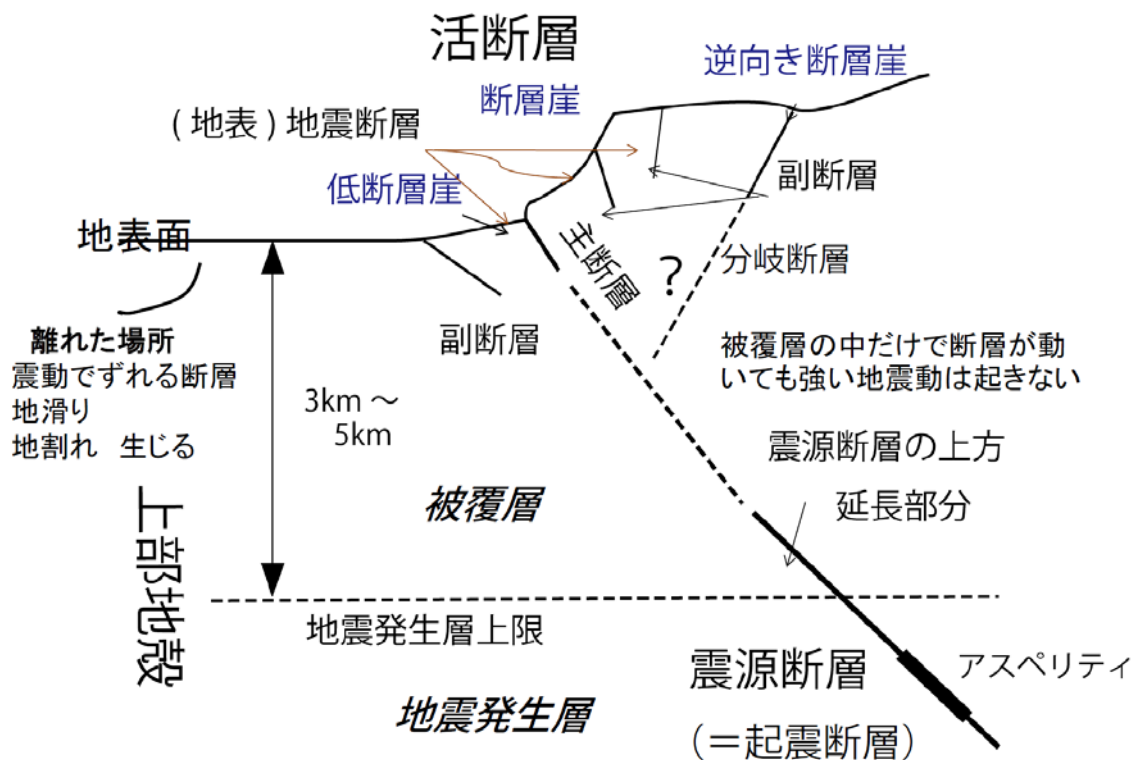 活断層
逆向き断層崖
断層崖
(地表)地震断層
低断層崖
副断層
地表面
主断層
?
分岐断層
離れた場所
震動でずれる断層
地滑り
地割れ 生じる
副断層
被覆層の中だけで断層が動
いても強い地震動は起きない
3km～
5km
震源断層の上方
延長部分
被覆層
上部地殻
地震発生層上限
震源断層
(＝起震断層)
アスペリティ
地震発生層